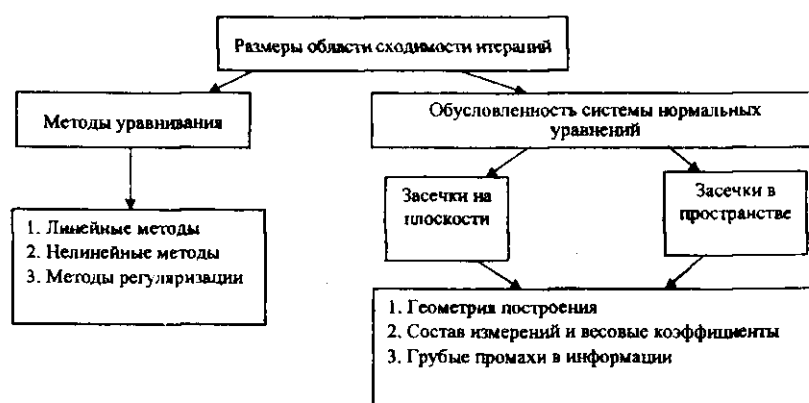 Размеры области сходимости итераций
Методы уравнивания
Обусловленность системы нормальных
уравнений
Засечки на
плоскости
Засечки в
пространстве
1. Линейные методы
2. Нелинейные методы
3. Методы регуляризации
1. Геометрия построения
2. Состав измерений и весовые коэффициенты
3. Грубые промахи в информации